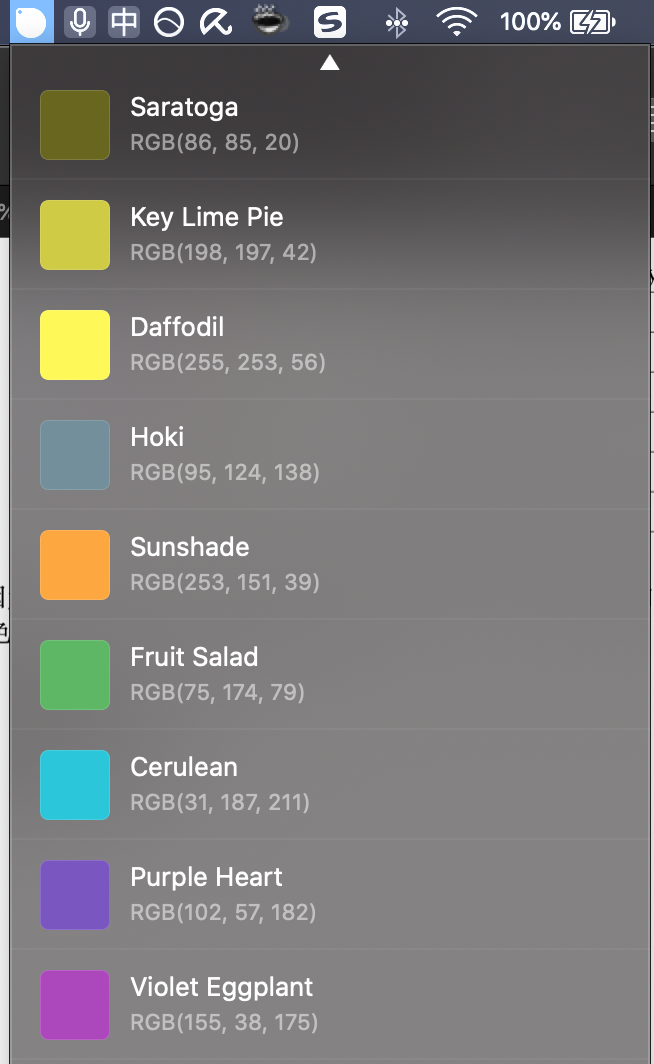 中
S
100%
Saratoga
RGB(86, 85, 20)
Key Lime Pie
RGB(198, 197, 42)
Daffodil
RGB(255, 253, 56)
Hoki
RGB(95, 124, 138)
Sunshade
RGB(253, 151, 39)
Fruit Salad
RGB(75, 174, 79)
Cerulean
RGB(31, 187, 211)
Purple Heart
RGB(102, 57, 182)
Violet Eggplant
RGB(155, 38, 175)